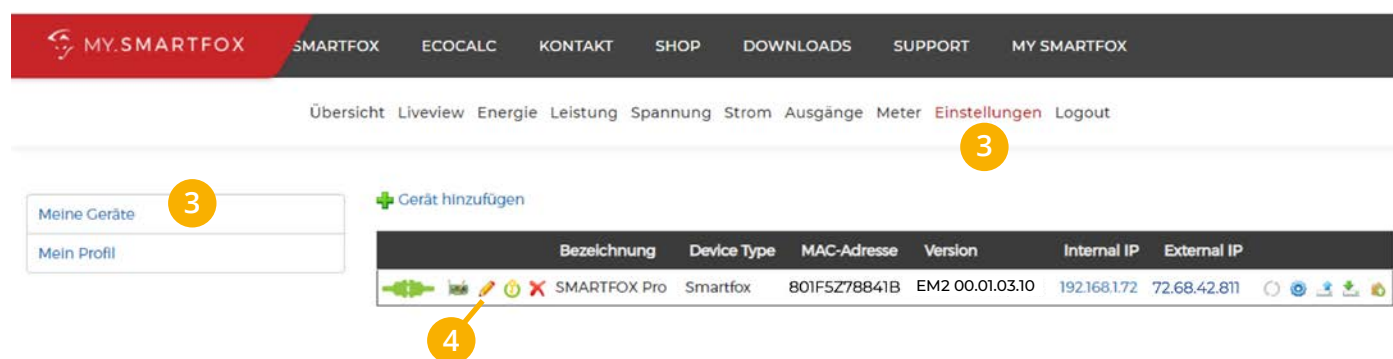 MY.SMARTFOX SMARTFOX ECOCALC KONTAKT SHOP DOWNLOADS SUPPORT MY SMARTFOX
Übersicht Liveview Energie Leistung Spannung Strom Ausgänge Meter Einstellungen Logout
3
Meine Geräte 3
Mein Profil
Gerät hinzufügen
Bezeichnung Device Type MAC-Adresse Version Internal IP External IP
SMARTFOX Pro Smartfox 801F5Z78841B EM2 00.01.03.10 192.168.1.72 72.68.42.811
4